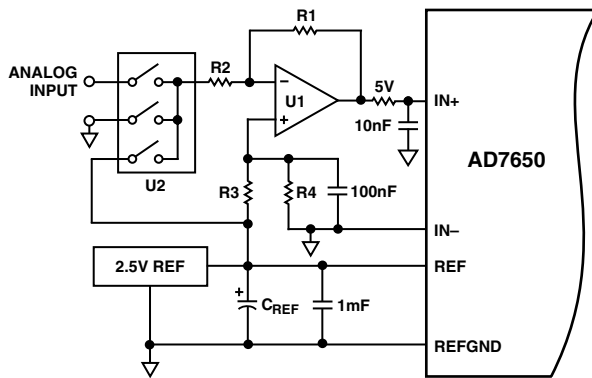 R1
ANALOG
INPUT
R2
–
U1
+
5V
IN+
10nF
AD7650
U2
R3
R4
100nF
IN–
2.5V REF
REF
+
CREF
1mF
REFGND